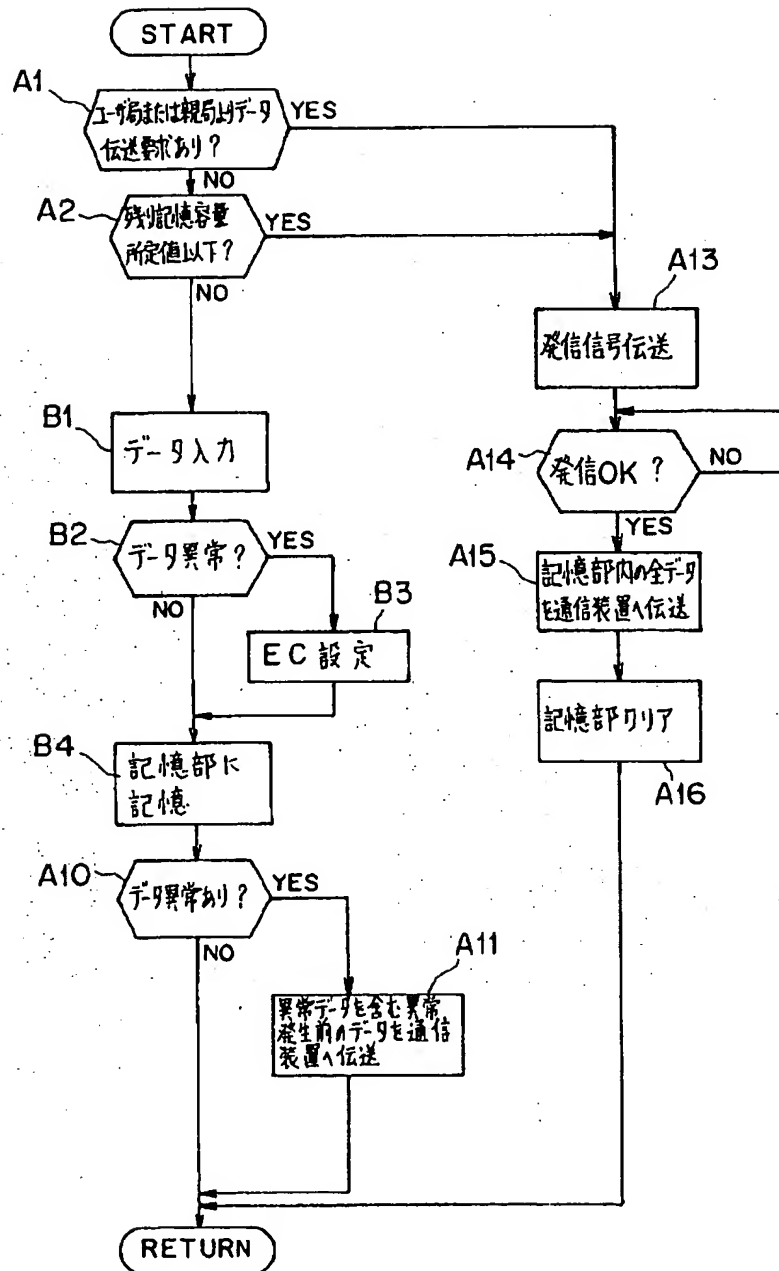 START
A1
ユーザ局または親局よりデータ
伝送要求あり?
YES
NO
A2
残り記憶容量
所定値以下?
YES
NO
A13
発信信号伝送
B1
データ入力
A14
発信OK?
NO
YES
B2
データ異常?
YES
NO
A15
記憶部内の全データ
を通信装置へ伝送
B3
EC設定
B4
記憶部に
記憶
記憶部クリア
A16
A10
データ異常あり?
YES
NO
A11
異常データを含む異常
発生前のデータを通信
装置へ伝送
RETURN